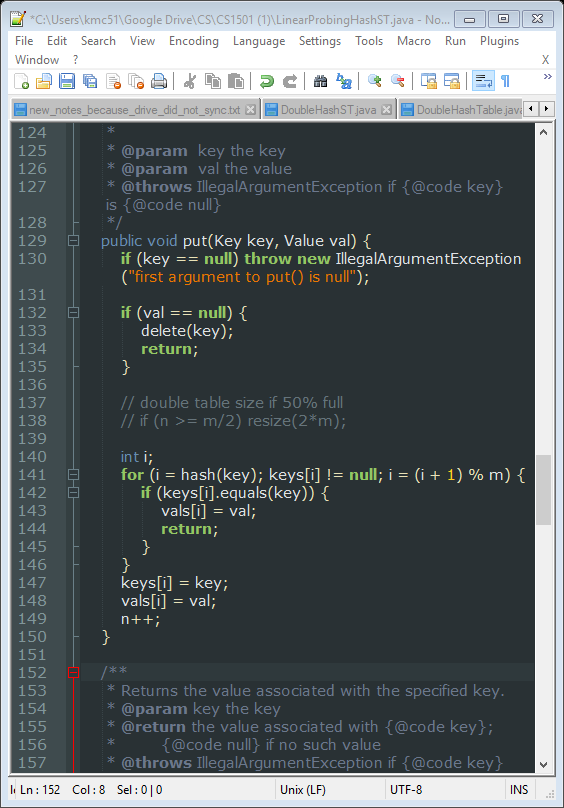 *C:\Users\kmc51\Google Drive\CS\CS1501 (1)\LinearProbingHashST.java - No...
File Edit Search View Encoding Language Settings Tools Macro Run Plugins
Window ? X
new_notes_because_drive_did_not_sync.txt DoubleHashST.java DoubleHashTable.java
124 *
125 * @param  key the key
126 * @param  val the value
127 * @throws IllegalArgumentException if {@code key}
is {@code null}
128 */
129 public void put(Key key, Value val) {
130 if (key == null) throw new IllegalArgumentException
("first argument to put() is null");
131
132 if (val == null) {
133 delete(key);
134 return;
135 }
136
137 // double table size if 50% full
138 // if (n >= m/2) resize(2*m);
139
140 int i;
141 for (i = hash(key); keys[i] != null; i = (i + 1) % m) {
142 if (keys[i].equals(key)) {
143 vals[i] = val;
144 return;
145 }
146 }
147 keys[i] = key;
148 vals[i] = val;
149 n++;
150 }
151
152 /**
153 * Returns the value associated with the specified key.
154 * @param key the key
155 * @return the value associated with {@code key};
156 * {@code null} if no such value
157 * @throws IllegalArgumentException if {@code key}
Ln : 152 Col : 8 Sel : 0 | 0 Unix (LF) UTF-8 INS